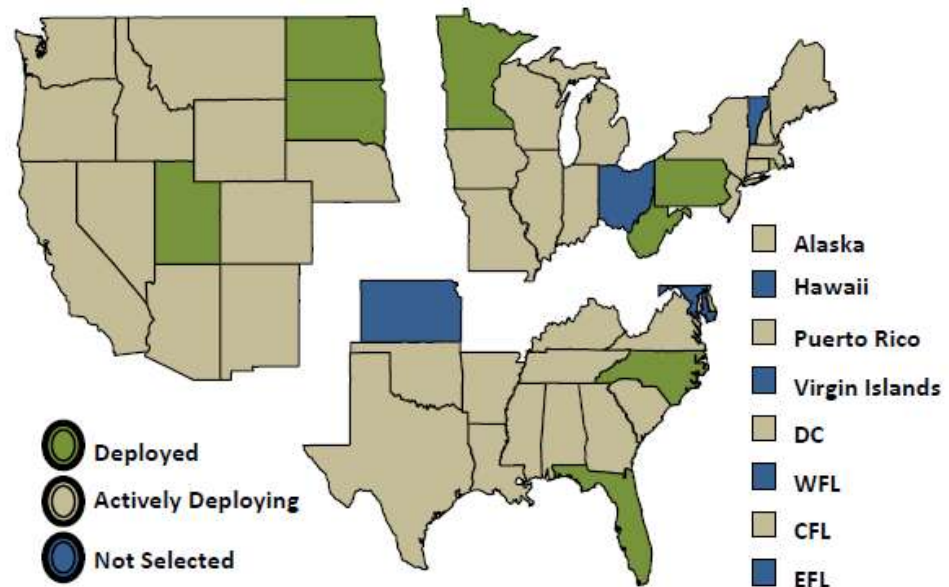 Alaska
Hawaii
Puerto Rico
Virgin Islands
DC
WFL
CFL
EFL
Deployed
Actively Deploying
Not Selected